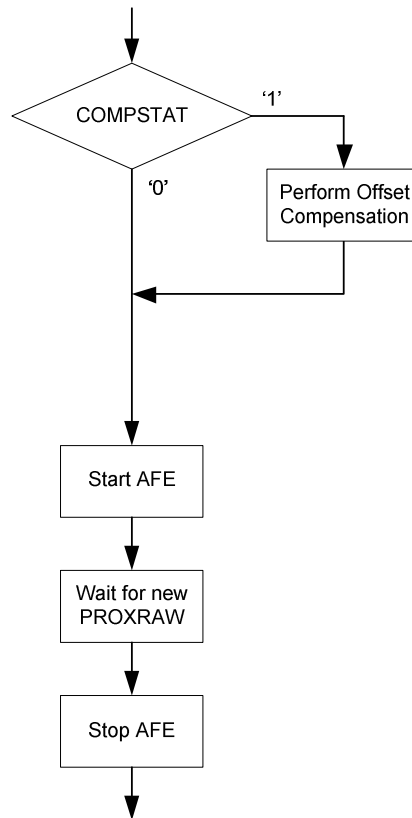 COMPSTAT
‘1’
‘0’
Perform Offset
Compensation
Start AFE
Wait for new
PROXRAW
Stop AFE